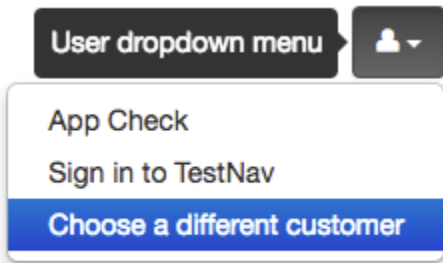 User dropdown menu
App Check
Sign in to TestNav
Choose a different customer